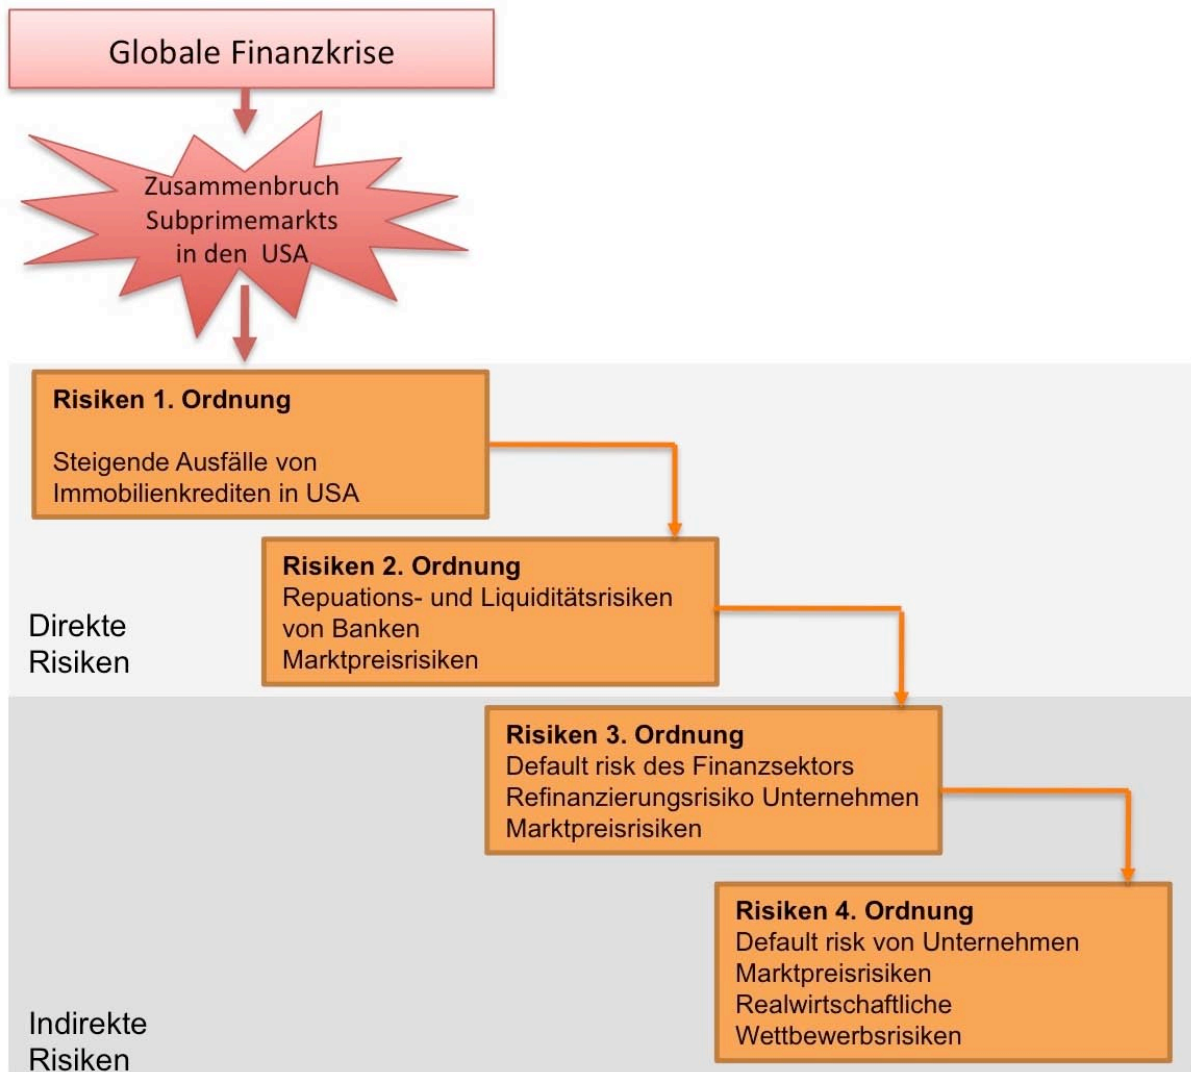 Globale Finanzkrise
Zusammenbruch
Subprimemarkts
in den USA
Risiken 1. Ordnung
Steigende Ausfälle von
Immobilienkrediten in USA
Risiken 2. Ordnung
Repuations- und Liquiditätsrisiken
von Banken
Marktpreisrisiken
Direkte
Risiken
Risiken 3. Ordnung
Default risk des Finanzsektors
Refinanzierungsrisiko Unternehmen
Marktpreisrisiken
Risiken 4. Ordnung
Default risk von Unternehmen
Marktpreisrisiken
Realwirtschaftliche
Wettbewerbsrisiken
Indirekte
Risiken